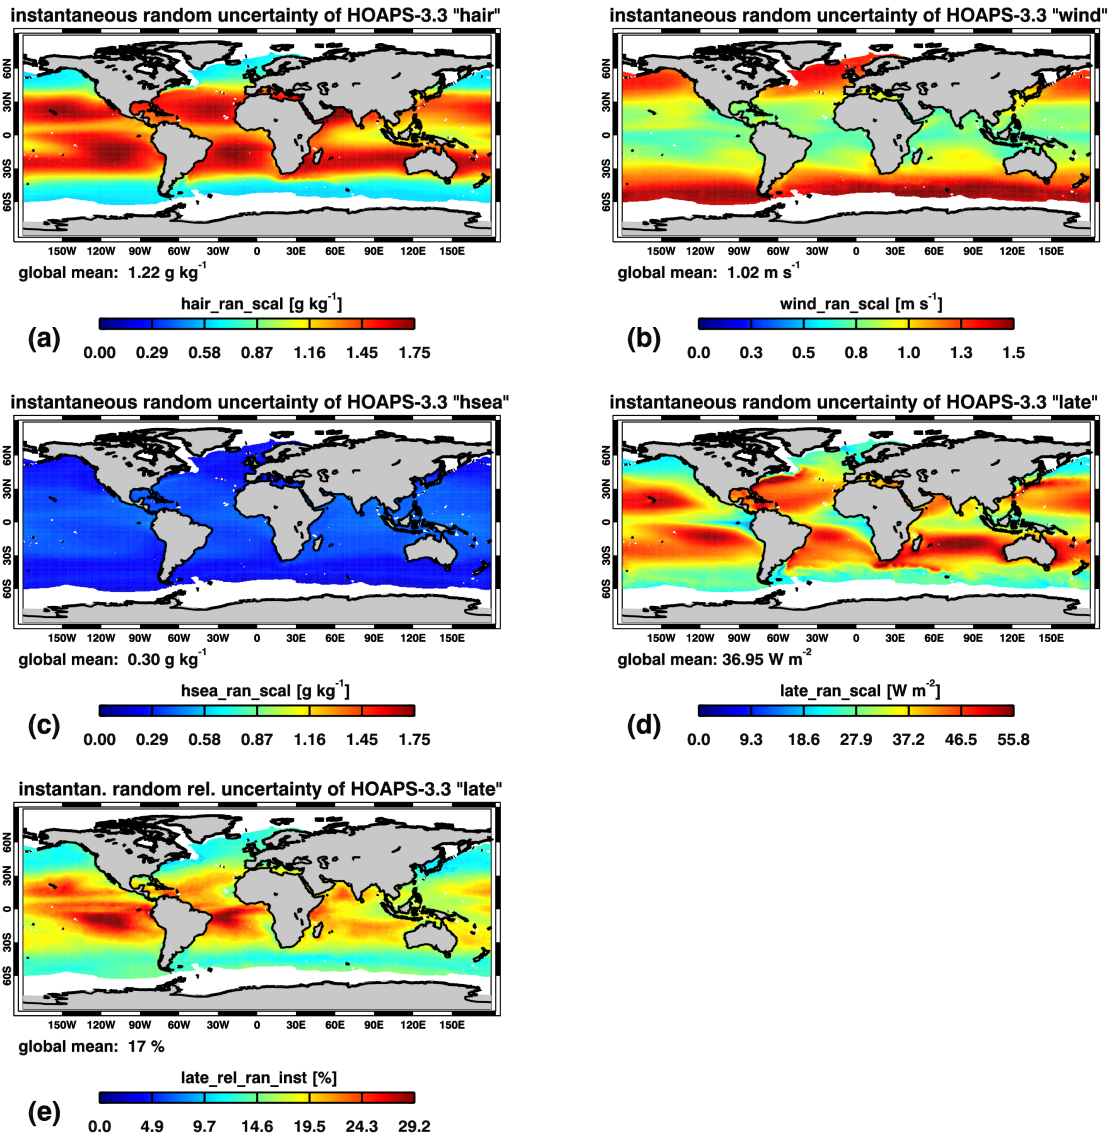 instantaneous random uncertainty of HOAPS-3.3 "hair"
60N
30N
0
30S
60S
150W 120W 90W 60W 30W 0 30E 60E 90E 120E 150E
global mean: 1.22 g kg⁻¹
hair_ran_scal [g kg⁻¹]
(a)
0.00 0.29 0.58 0.87 1.16 1.45 1.75
instantaneous random uncertainty of HOAPS-3.3 "wind"
60N
30N
0
30S
60S
150W 120W 90W 60W 30W 0 30E 60E 90E 120E 150E
global mean: 1.02 m s⁻¹
wind_ran_scal [m s⁻¹]
(b)
0.0 0.3 0.5 0.8 1.0 1.3 1.5
instantaneous random uncertainty of HOAPS-3.3 "hsea"
60N
30N
0
30S
60S
150W 120W 90W 60W 30W 0 30E 60E 90E 120E 150E
global mean: 0.30 g kg⁻¹
hsea_ran_scal [g kg⁻¹]
(c)
0.00 0.29 0.58 0.87 1.16 1.45 1.75
instantaneous random uncertainty of HOAPS-3.3 "late"
60N
30N
0
30S
60S
150W 120W 90W 60W 30W 0 30E 60E 90E 120E 150E
global mean: 36.95 W m⁻²
late_ran_scal [W m⁻²]
(d)
0.0 9.3 18.6 27.9 37.2 46.5 55.8
instantan. random rel. uncertainty of HOAPS-3.3 "late"
60N
30N
0
30S
60S
150W 120W 90W 60W 30W 0 30E 60E 90E 120E 150E
global mean: 17 %
late_rel_ran_inst [%]
(e)
0.0 4.9 9.7 14.6 19.5 24.3 29.2